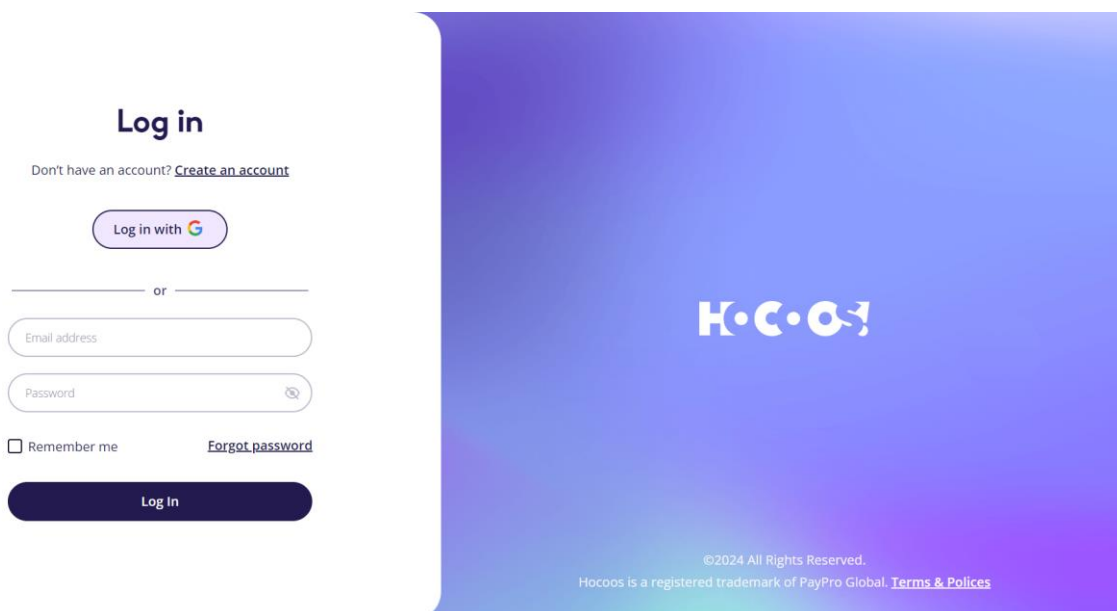 Log in
Don't have an account? Create an account
Log in with
or
Email address
Password
Remember me
Forgot password
Log In
HOCOOS!
©2024 All Rights Reserved.
Hocoos is a registered trademark of PayPro Global. Terms & Polices